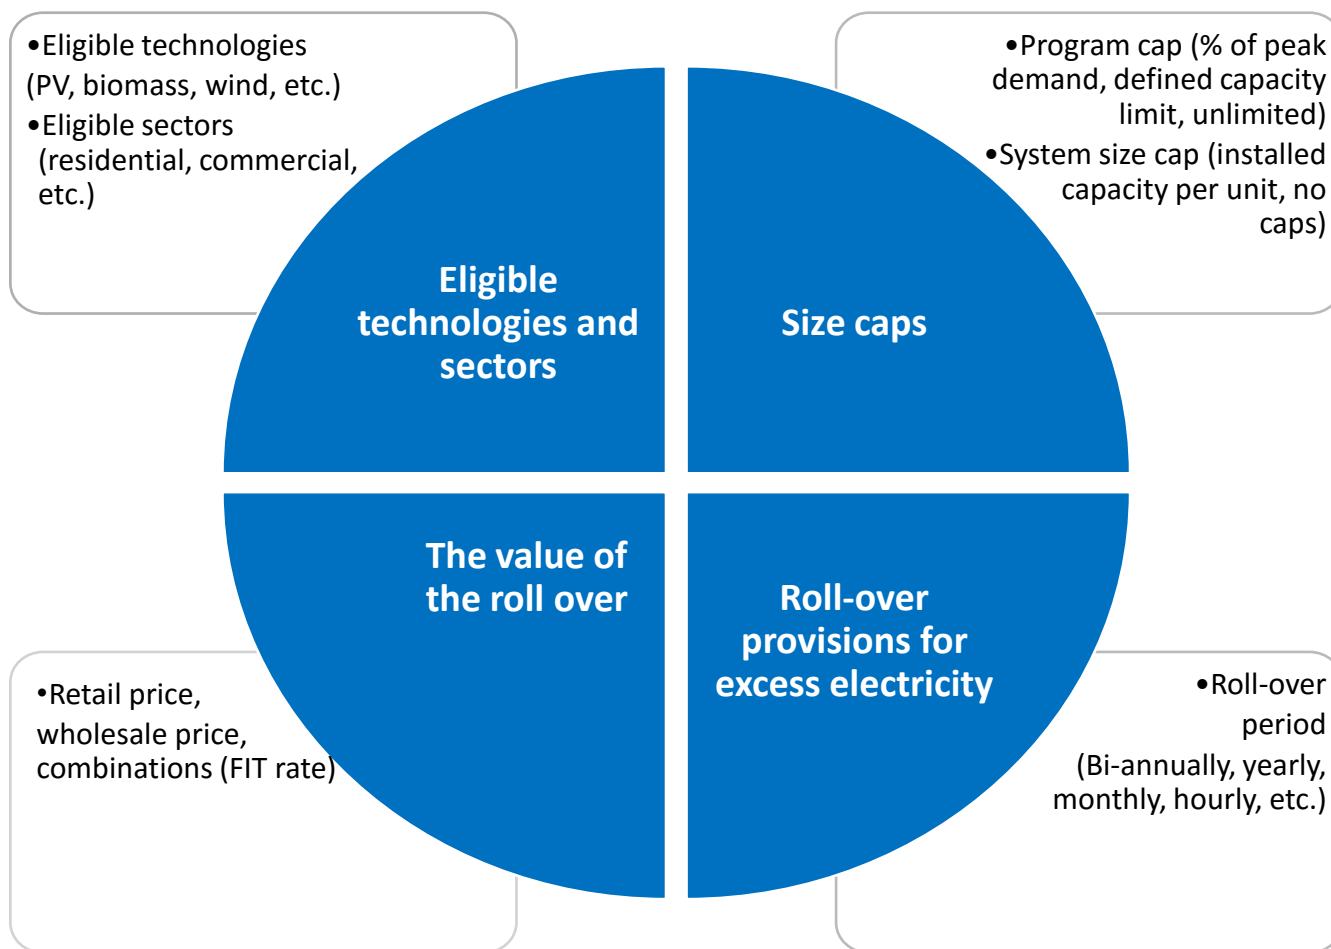 •Eligible technologies
(PV, biomass, wind, etc.)
•Eligible sectors
(residential, commercial,
etc.)
•Program cap (% of peak
demand, defined capacity
limit, unlimited)
•System size cap (installed
capacity per unit, no
caps)
Eligible
technologies and
sectors
Size caps
The value of
the roll over
Roll-over
provisions for
excess electricity
•Retail price,
wholesale price,
combinations (FIT rate)
•Roll-over
period
(Bi-annually, yearly,
monthly, hourly, etc.)